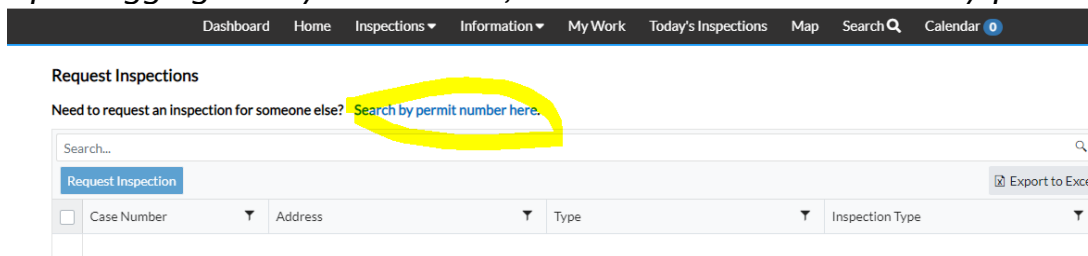 Dashboard Home Inspections Information My Work Today's Inspections Map Search Calendar 0
Request Inspections
Need to request an inspection for someone else? Search by permit number here.
Search...
Request Inspection Export to Exce
Case Number Address Type Inspection Type